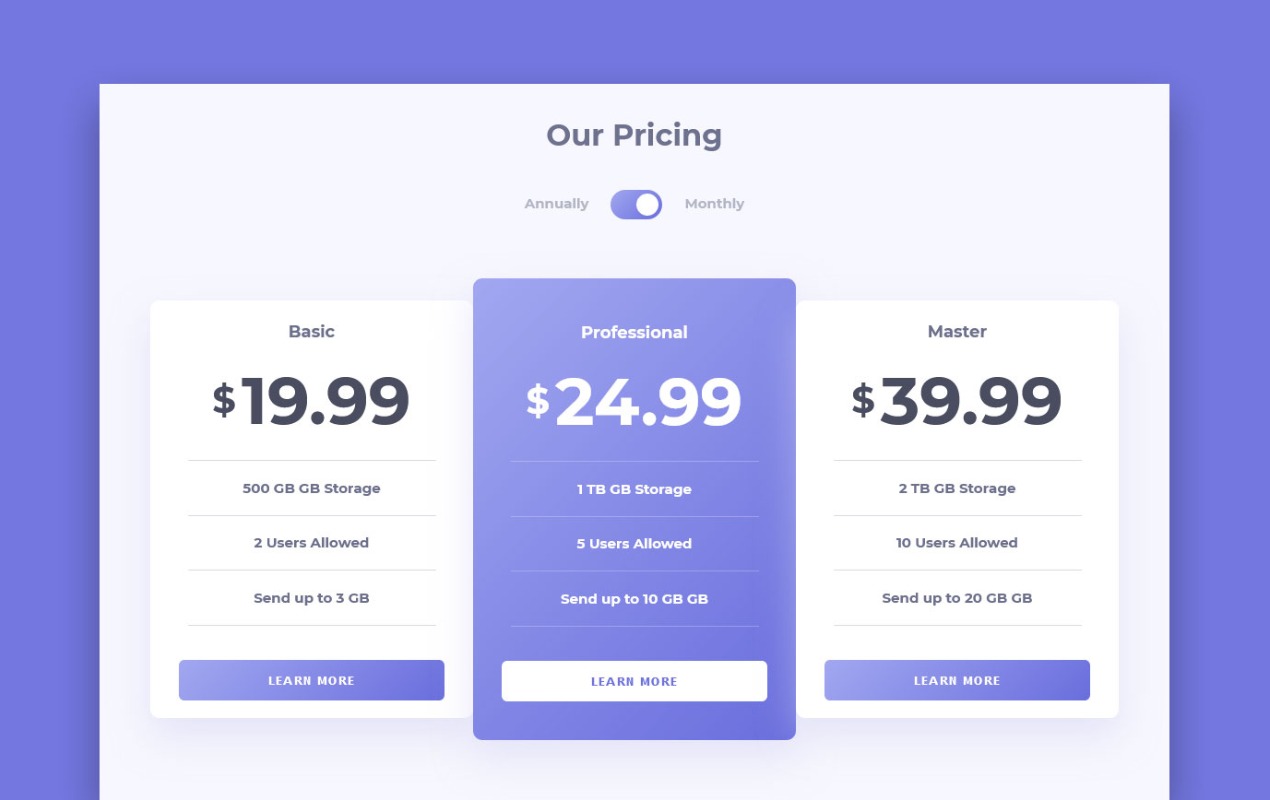 Our Pricing
Annually Monthly
Basic
$19.99
500 GB GB Storage
2 Users Allowed
Send up to 3 GB
LEARN MORE
Professional
$24.99
1 TB GB Storage
5 Users Allowed
Send up to 10 GB GB
LEARN MORE
Master
$39.99
2 TB GB Storage
10 Users Allowed
Send up to 20 GB GB
LEARN MORE